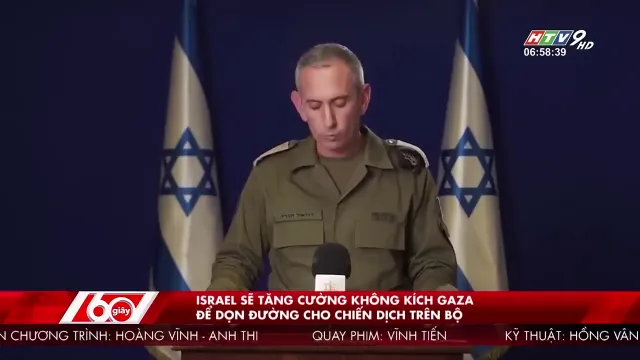 HTV9 HD
06:58:39
60 giây
ISRAEL SẼ TĂNG CƯỜNG KHÔNG KÍCH GAZA
ĐỂ DỌN ĐƯỜNG CHO CHIẾN DỊCH TRÊN BỘ
N CHƯƠNG TRÌNH: HOÀNG VĨNH - ANH THI QUAY PHIM: VĨNH TIẾN KỸ THUẬT: HỒNG VÂN